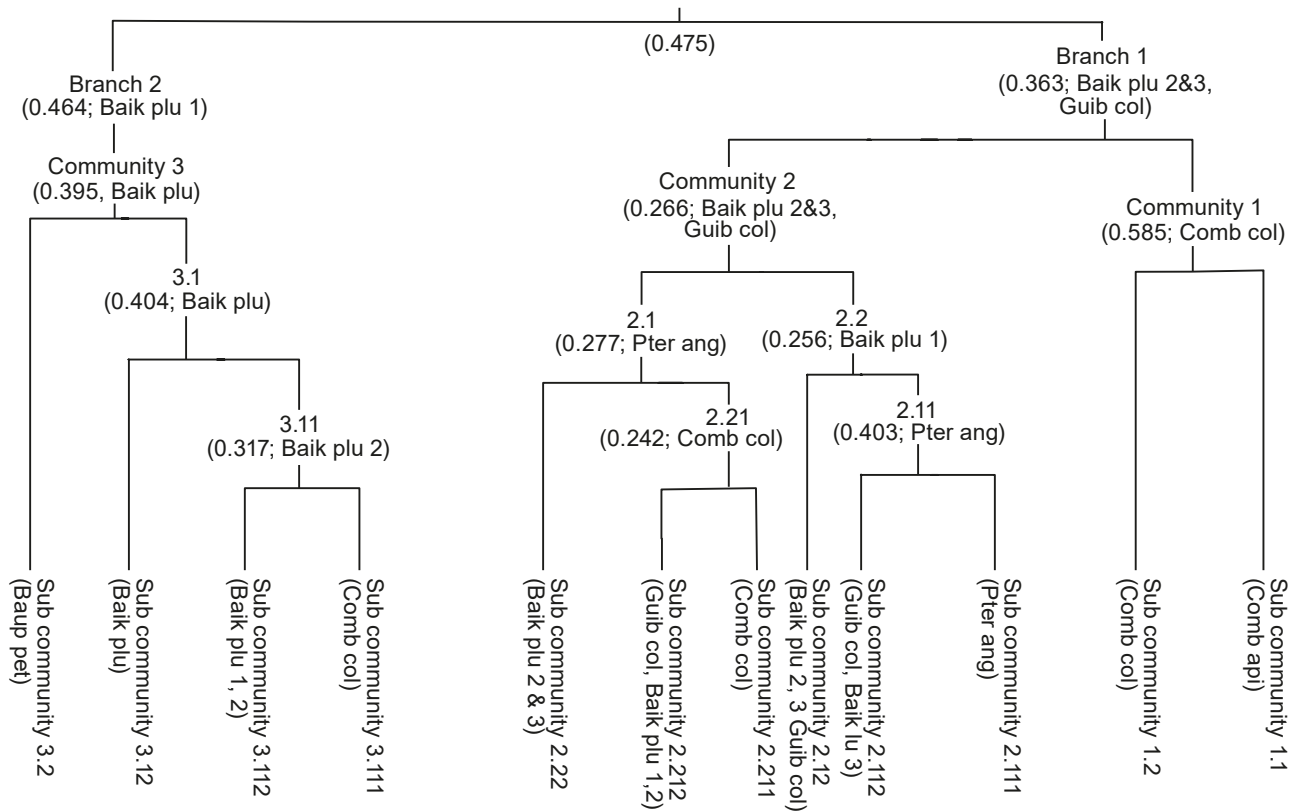 (0.475)
Branch 2
(0.464; Baik plu 1)
Branch 1
(0.363; Baik plu 2&3,
Guib col)
Community 3
(0.395, Baik plu)
Community 2
(0.266; Baik plu 2&3,
Guib col)
Community 1
(0.585; Comb col)
3.1
(0.404; Baik plu)
2.1
(0.277; Pter ang)
2.2
(0.256; Baik plu 1)
3.11
(0.317; Baik plu 2)
2.21
(0.242; Comb col)
2.11
(0.403; Pter ang)
Sub community 3.2
(Baup pet)
Sub community 3.12
(Baik plu)
Sub community 3.112
(Baik plu 1, 2)
Sub community 3.111
(Comb col)
Sub community 2.22
(Baik plu 2 & 3)
Sub community 2.212
(Guib col, Baik plu 1,2)
Sub community 2.211
(Comb col)
Sub community 2.12
(Baik plu 2, 3 Guib col)
Sub community 2.112
(Guib col, Baik lu 3)
Sub community 2.111
(Pter ang)
Sub community 1.2
(Comb col)
Sub community 1.1
(Comb api)